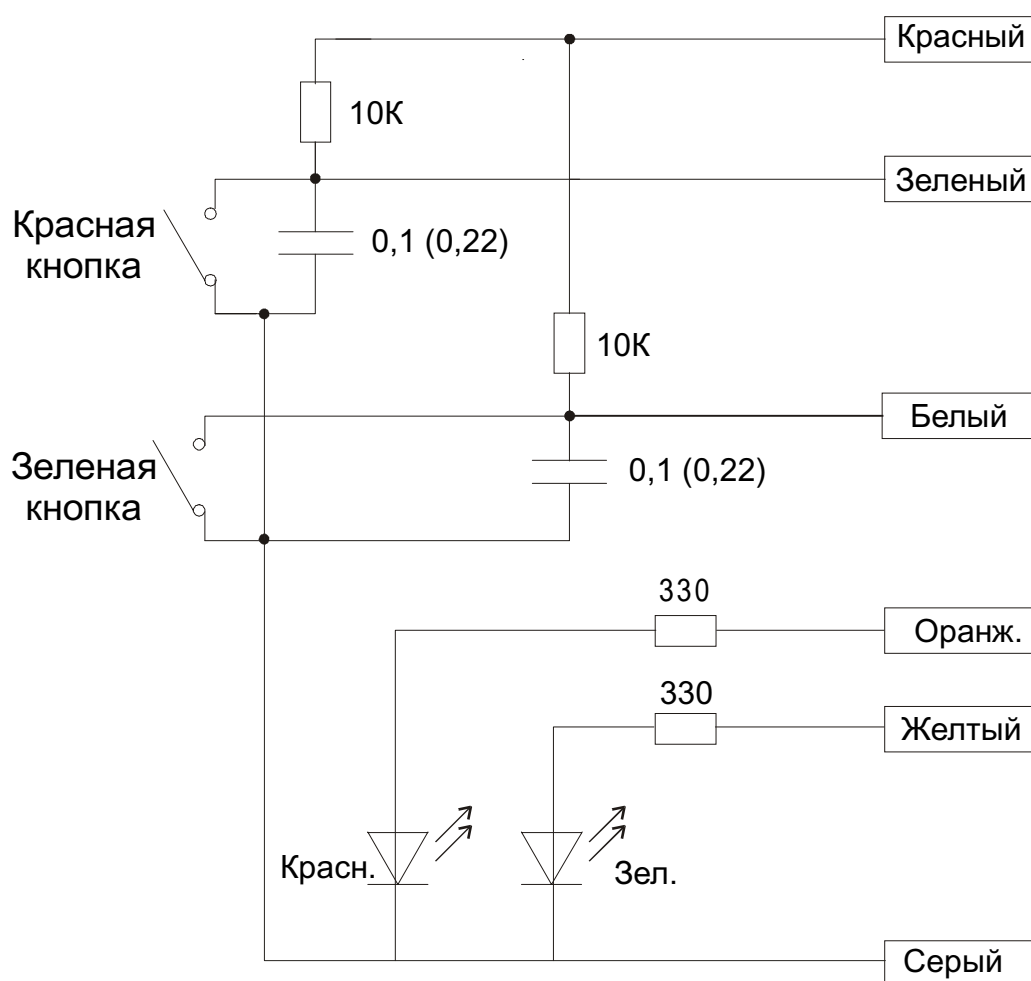 Красный
10К
Зеленый
Красная
кнопка
0,1 (0,22)
10К
Белый
Зеленая
кнопка
0,1 (0,22)
330
Оранж.
330
Желтый
Красн.
Зел.
Серый